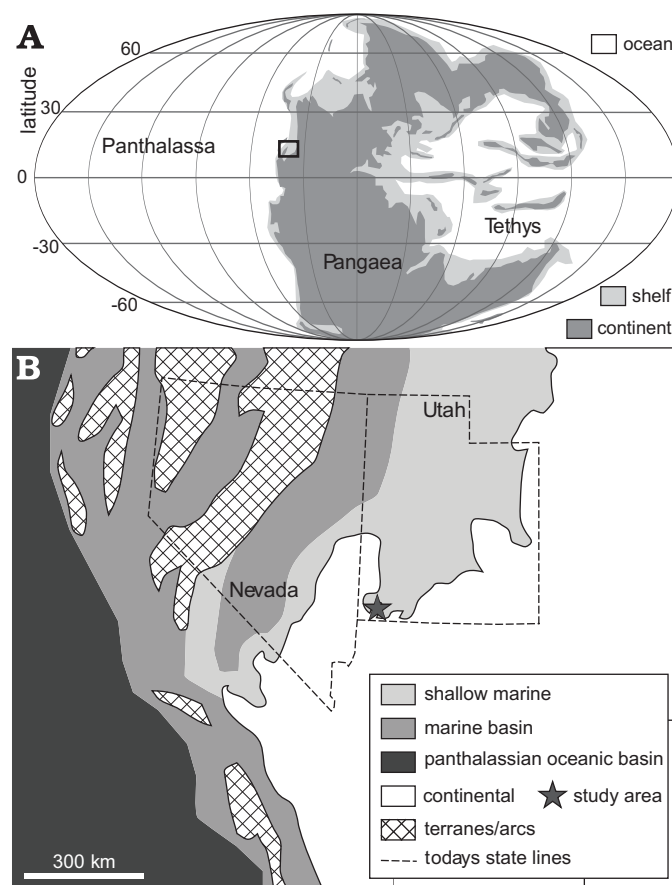 A
60
ocean
latitude
30
Panthalassa
0
Tethys
-30
Pangaea
shelf
-60
continent
B
Utah
Nevada
shallow marine
marine basin
panthalassian oceanic basin
continental
study area
terranes/arcs
todays state lines
300 km